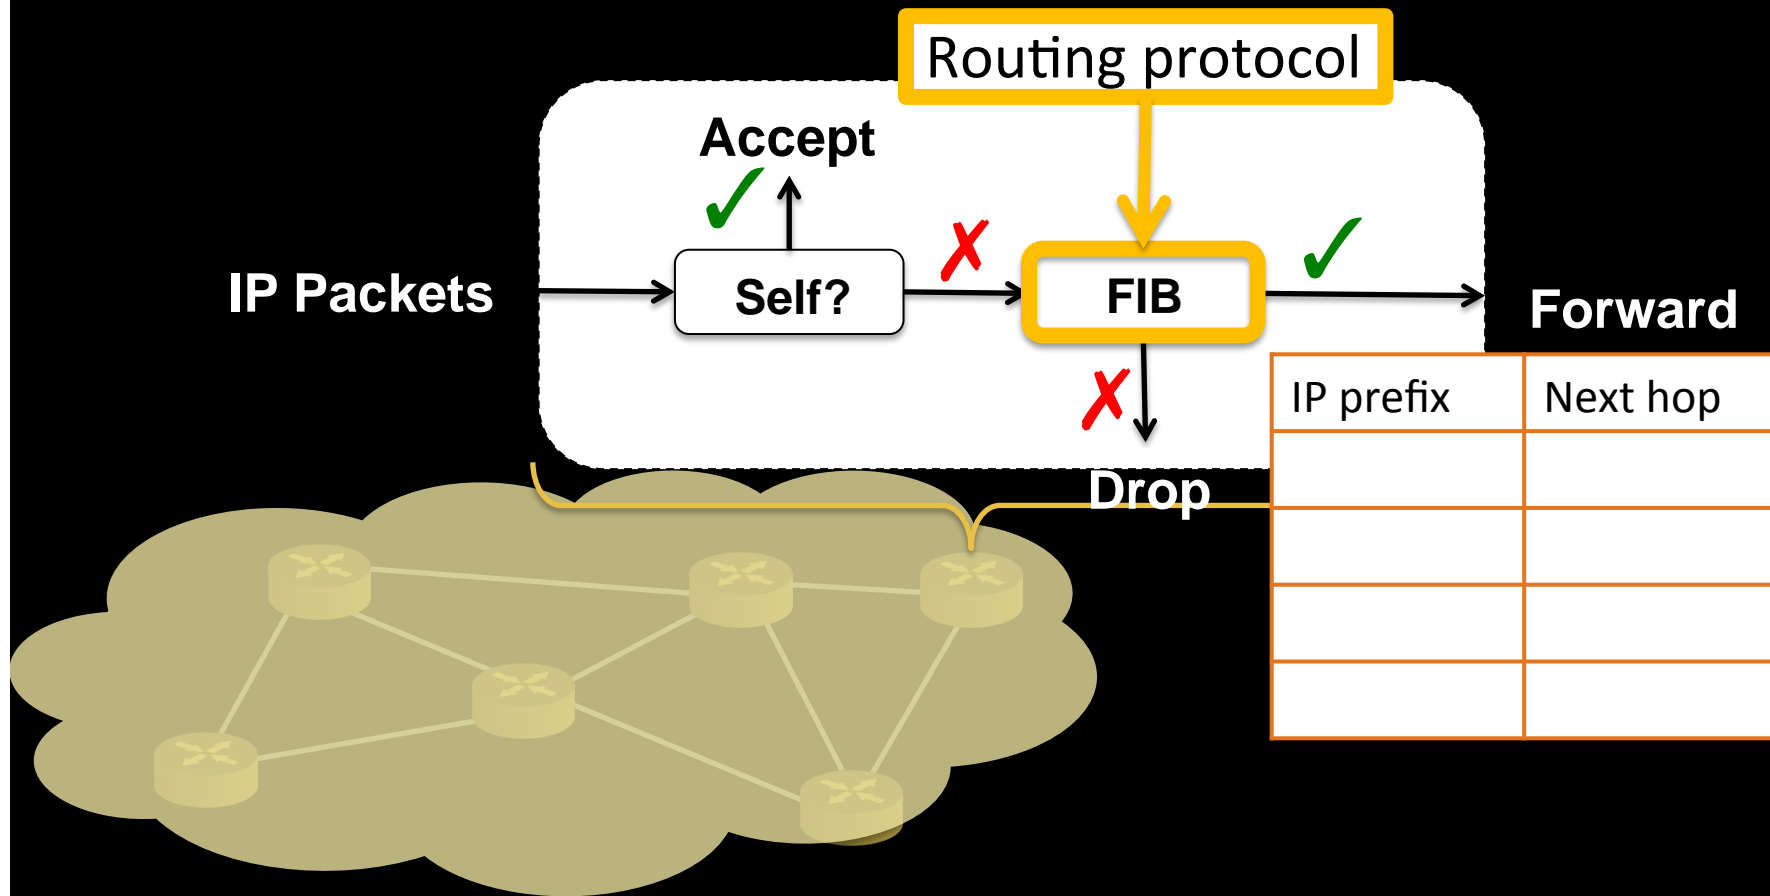 Routing protocol
Accept
IP Packets
Self?
FIB
Forward
IP prefix
Next hop
Drop